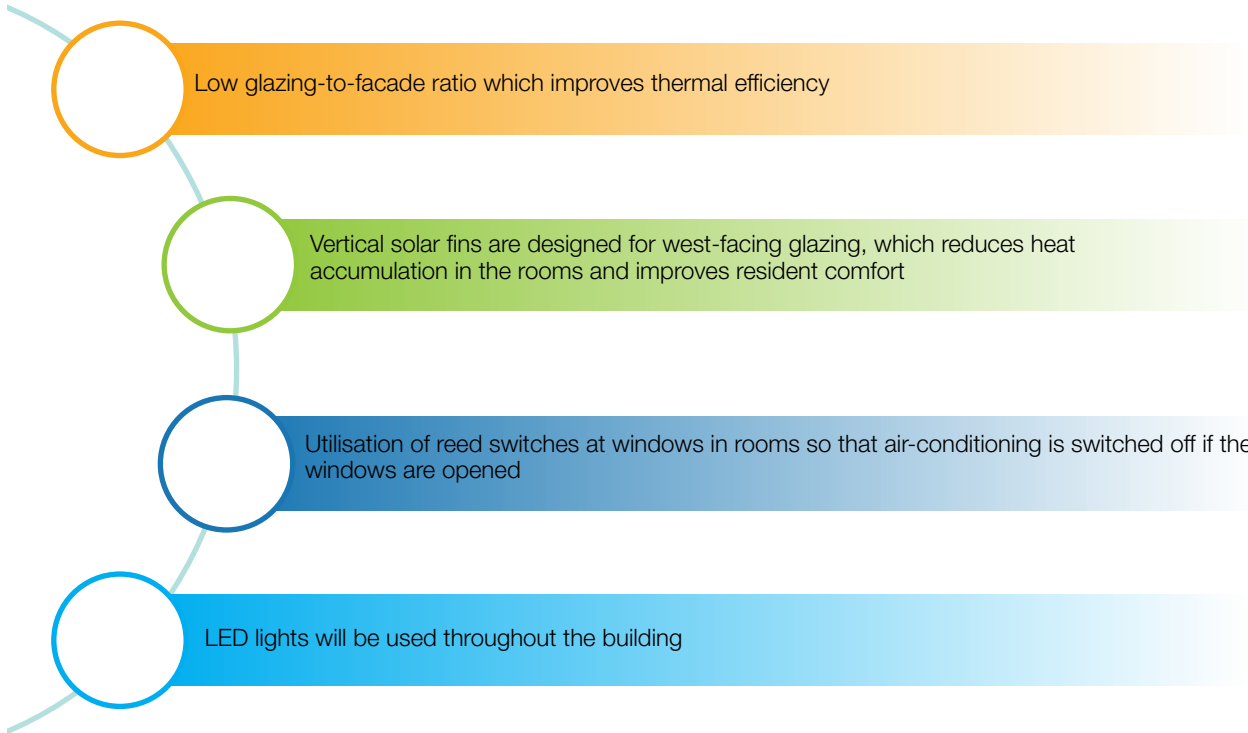 Low glazing-to-facade ratio which improves thermal efficiency
Vertical solar fins are designed for west-facing glazing, which reduces heat
accumulation in the rooms and improves resident comfort
Utilisation of reed switches at windows in rooms so that air-conditioning is switched off if the
windows are opened
LED lights will be used throughout the building